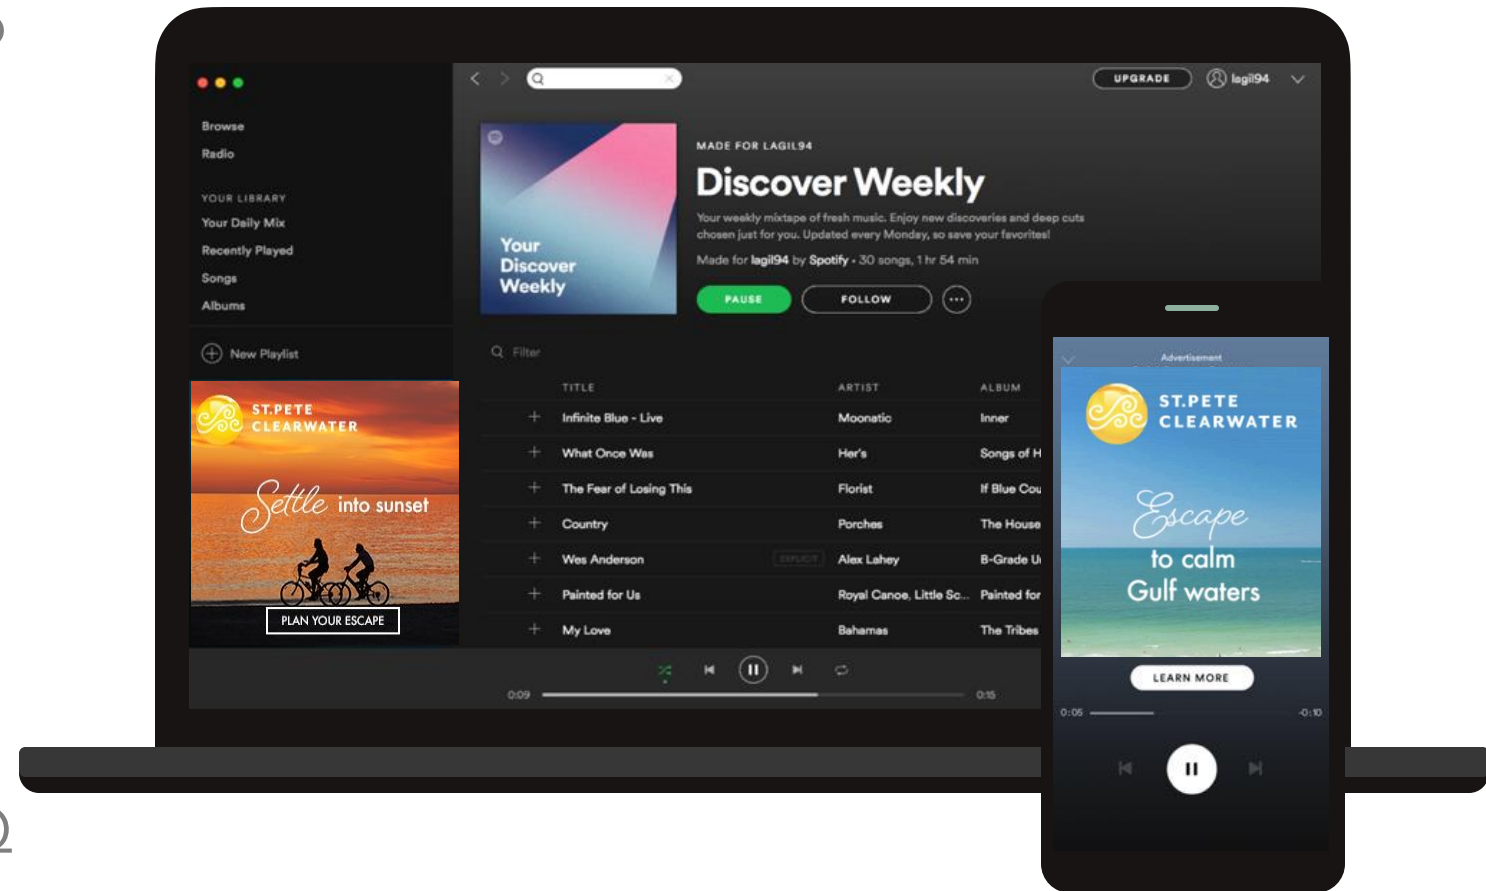 UPGRADE
lagil94
Browse
Radio
YOUR LIBRARY
Your Daily Mix
Recently Played
Songs
Albums
New Playlist
ST.PETE
CLEARWATER
Settle into sunset
PLAN YOUR ESCAPE
Your
Discover
Weekly
MADE FOR LAGIL94
Discover Weekly
Your weekly mixtape of fresh music. Enjoy new discoveries and deep cuts
chosen just for you. Updated every Monday, so save your favorites!
Made for lagil94 by Spotify • 30 songs, 1 hr 54 min
PAUSE
FOLLOW
Filter
TITLE ARTIST ALBUM
Infinite Blue - Live Moonatic Inner
What Once Was Her's Songs of H
The Fear of Losing This Florist If Blue Cou
Country Porches The House
Wes Anderson EXPLICIT Alex Lahey B-Grade U
Painted for Us Royal Canoe, Little Sc... Painted for
My Love Bahamas The Tribes
0:09 0:15
Advertisement
ST.PETE
CLEARWATER
Escape
to calm
Gulf waters
LEARN MORE
0:05 -0:10